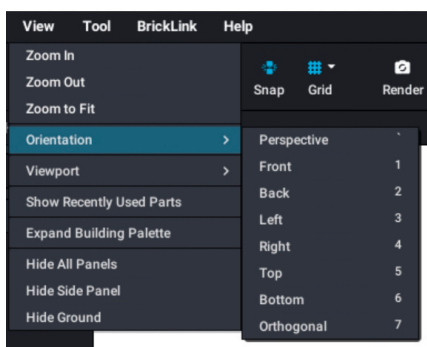 View Tool BrickLink Help
Zoom In
Zoom Out
Zoom to Fit
Orientation >
Viewport >
Show Recently Used Parts
Expand Building Palette
Hide All Panels
Hide Side Panel
Hide Ground
Snap Grid Render
Perspective `
Front 1
Back 2
Left 3
Right 4
Top 5
Bottom 6
Orthogonal 7